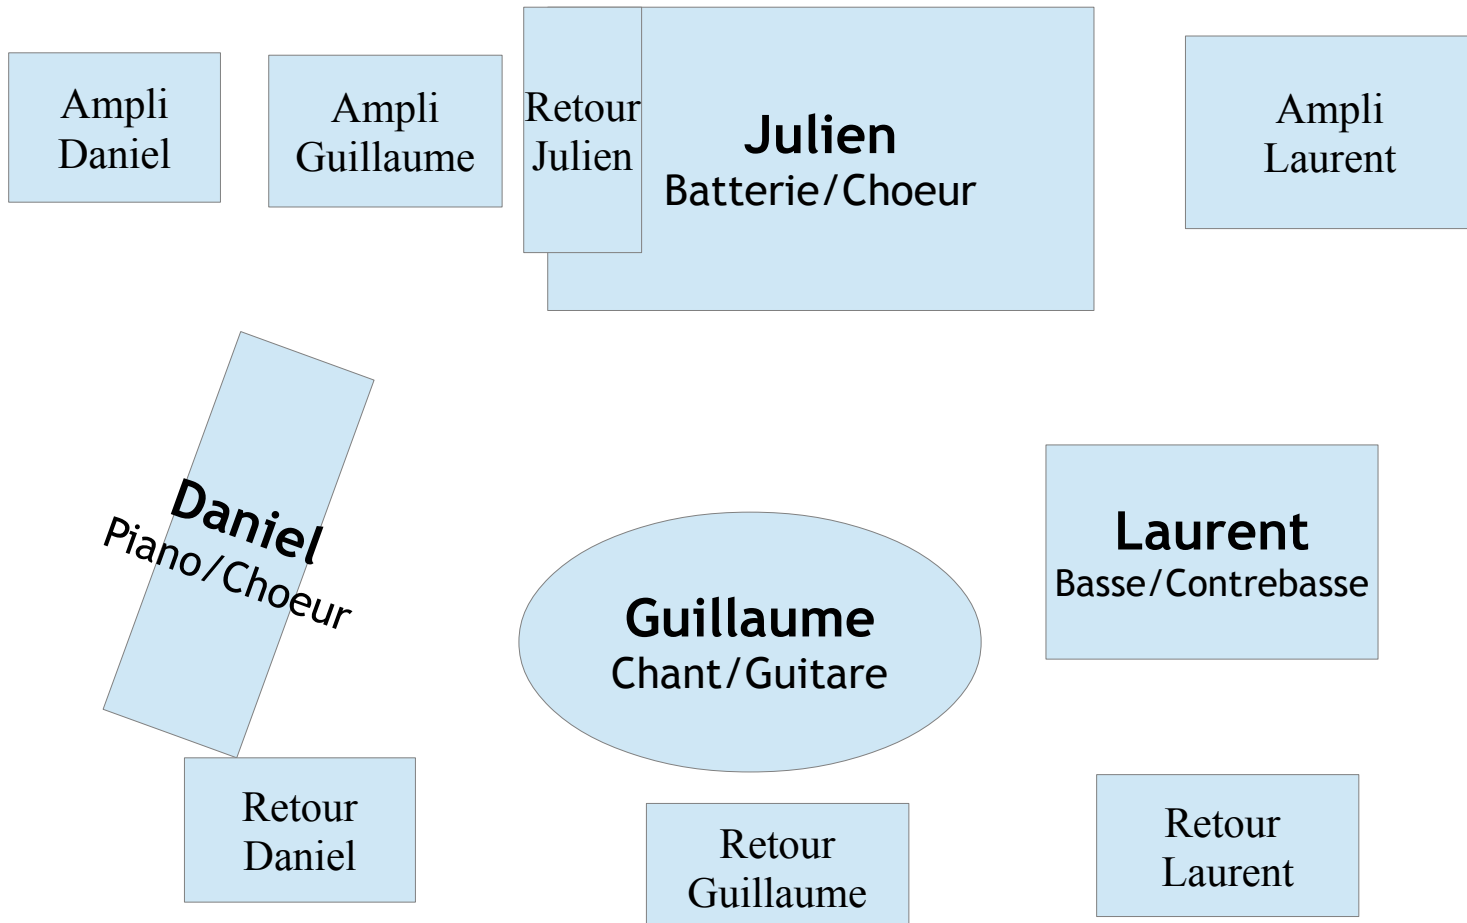 Ampli
Daniel
Ampli
Guillaume
Retour
Julien
Julien
Batterie/Choeur
Ampli
Laurent
Daniel
Piano/Choeur
Guillaume
Chant/Guitare
Laurent
Basse/Contrebasse
Retour
Daniel
Retour
Guillaume
Retour
Laurent